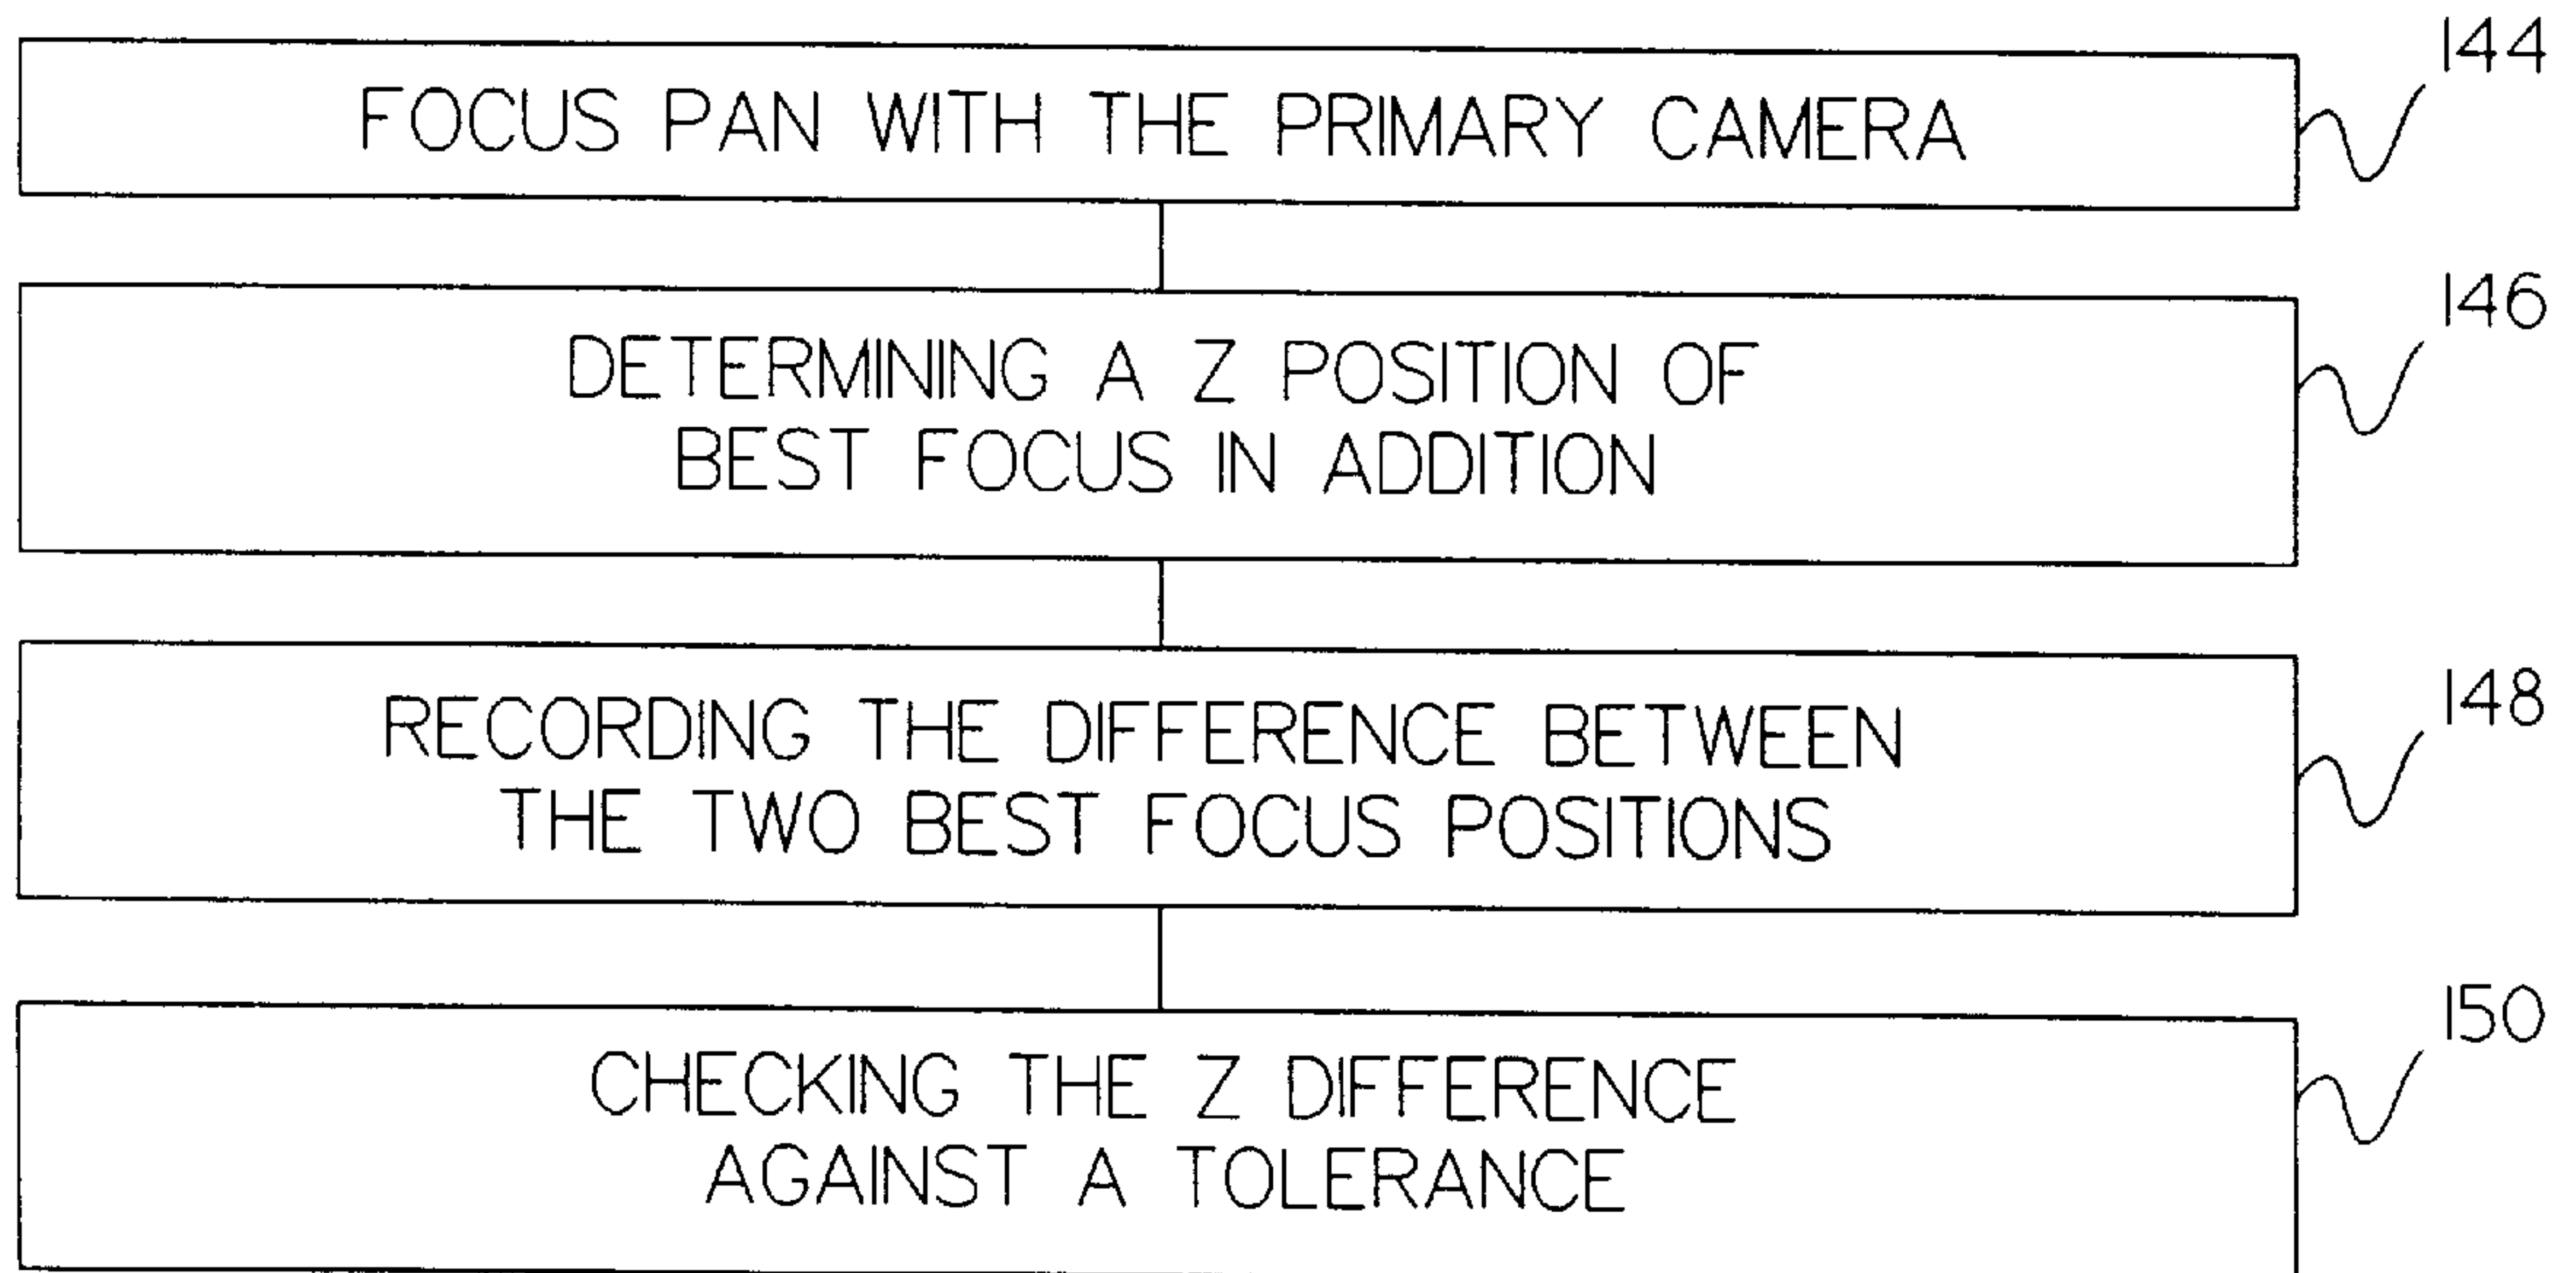 144
FOCUS PAN WITH THE PRIMARY CAMERA
146
DETERMINING A Z POSITION OF
BEST FOCUS IN ADDITION
148
RECORDING THE DIFFERENCE BETWEEN
THE TWO BEST FOCUS POSITIONS
150
CHECKING THE Z DIFFERENCE
AGAINST A TOLERANCE